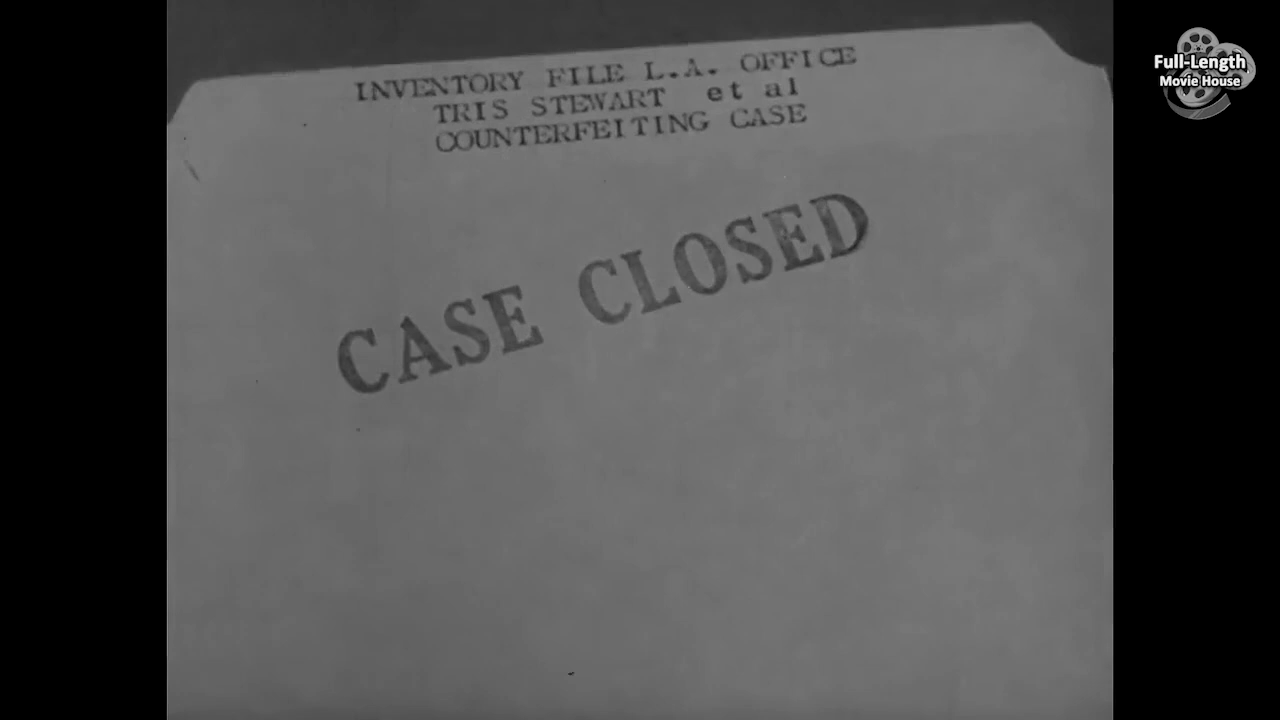 INVENTORY FILE L.A. OFFICE
TRIS STEWART et al
COUNTERFEITING CASE
CASE CLOSED
Full-Length
Movie House